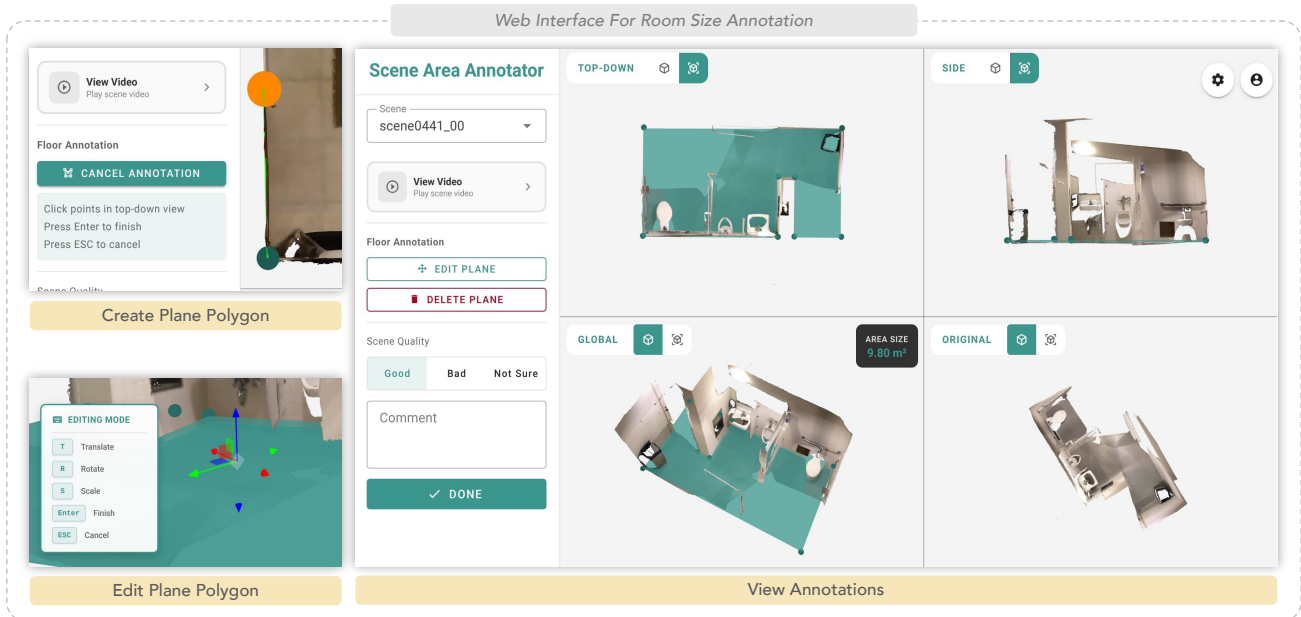 Web Interface For Room Size Annotation
View Video
Play scene video
Floor Annotation
CANCEL ANNOTATION
Click points in top-down view
Press Enter to finish
Press ESC to cancel
Scene Quality
Create Plane Polygon
EDITING MODE
T Translate
R Rotate
S Scale
Enter Finish
ESC Cancel
Edit Plane Polygon
Scene Area Annotator
Scene
scene0441_00
View Video
Play scene video
Floor Annotation
EDIT PLANE
DELETE PLANE
Scene Quality
Good Bad Not Sure
Comment
DONE
TOP-DOWN
SIDE
GLOBAL
AREA SIZE
9.80 m²
ORIGINAL
View Annotations